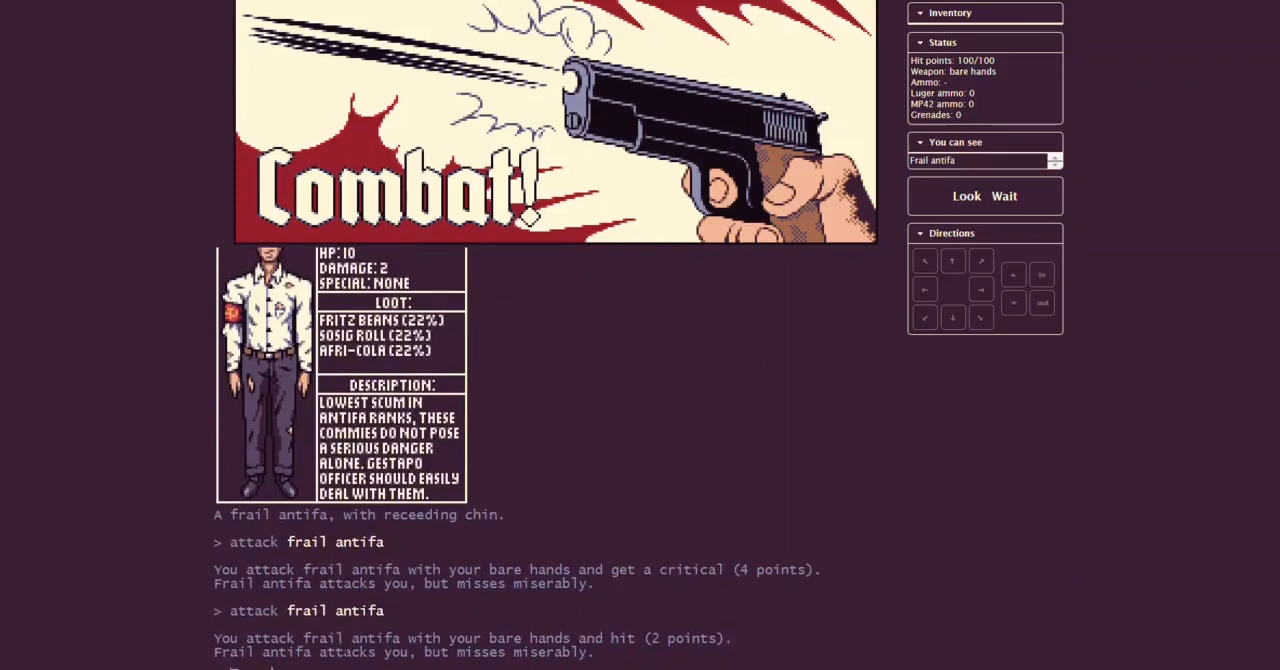 Inventory
Status
Hit points: 100/100
Weapon: bare hands
Ammo: -
Luger ammo: 0
MP42 ammo: 0
Grenades: 0
You can see
Frail antifa
Look Wait
Directions
in
out
Combat!
HP: 10
DAMAGE: 2
SPECIAL: NONE
LOOT:
FRITZ BEANS (22%)
SOSIG ROLL (22%)
AFRI-COLA (22%)
DESCRIPTION:
LOWEST SCUM IN
ANTIFA RANKS, THESE
COMMIES DO NOT POSE
A SERIOUS DANGER
ALONE. GESTAPO
OFFICER SHOULD EASILY
DEAL WITH THEM.
A frail antifa, with receeding chin.
> attack frail antifa
You attack frail antifa with your bare hands and get a critical (4 points).
Frail antifa attacks you, but misses miserably.
> attack frail antifa
You attack frail antifa with your bare hands and hit (2 points).
Frail antifa attacks you, but misses miserably.